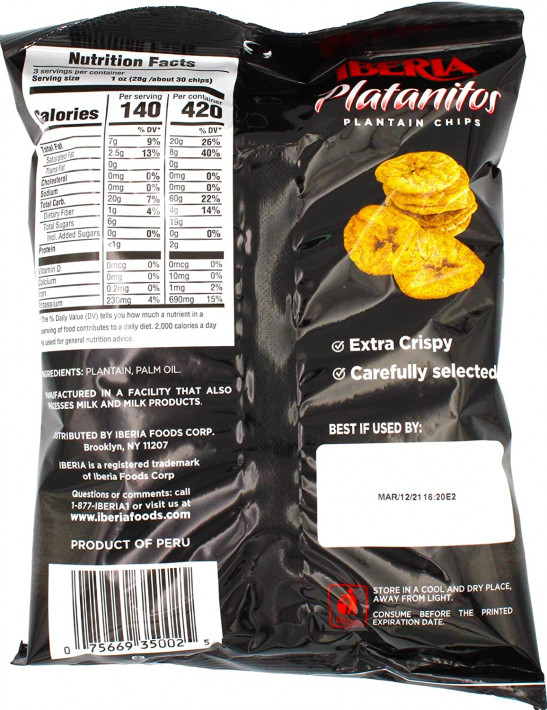 Nutrition Facts
3 servings per container
Serving size 1 oz (28g /about 30 chips)
Per serving Per container
Calories 140 420
% DV* % DV*
Total Fat 7g 9% 20g 26%
Saturated Fat 2.5g 13% 8g 40%
Trans Fat 0g 0g
Cholesterol 0mg 0% 0mg 0%
Sodium 0mg 0% 0mg 0%
Total Carb. 20g 7% 60g 22%
Dietary Fiber 1g 4% 4g 14%
Total Sugars 6g 19g
Incl. Added Sugars 0g 0% 0g 0%
Protein <1g 2g
Vitamin D 0mcg 0% 0mcg 0%
Calcium 0mg 0% 10mg 0%
Iron 0.2mg 0% 1mg 2%
Potassium 230mg 4% 690mg 15%
The % Daily Value (DV) tells you how much a nutrient in a
serving of food contributes to a daily diet. 2,000 calories a day
used for general nutrition advice.
INGREDIENTS: PLANTAIN, PALM OIL.
MANUFACTURED IN A FACILITY THAT ALSO
PROCESSES MILK AND MILK PRODUCTS.
DISTRIBUTED BY IBERIA FOODS CORP.
Brooklyn, NY 11207
IBERIA is a registered trademark
of Iberia Foods Corp
Questions or comments: call
1-877-IBERIA1 or visit us at
www.iberiafoods.com
PRODUCT OF PERU
0 75669 35002 5
IBERIA
Platanitos
PLANTAIN CHIPS
Extra Crispy
Carefully selected
BEST IF USED BY:
MAR/12/21 16:20E2
STORE IN A COOL AND DRY PLACE,
AWAY FROM LIGHT.
CONSUME BEFORE THE PRINTED
EXPIRATION DATE.